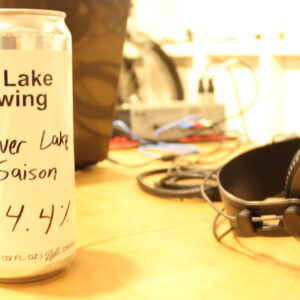 Lake
wing
ver Lake
Saison
4.4%
(32 FL. OZ.)